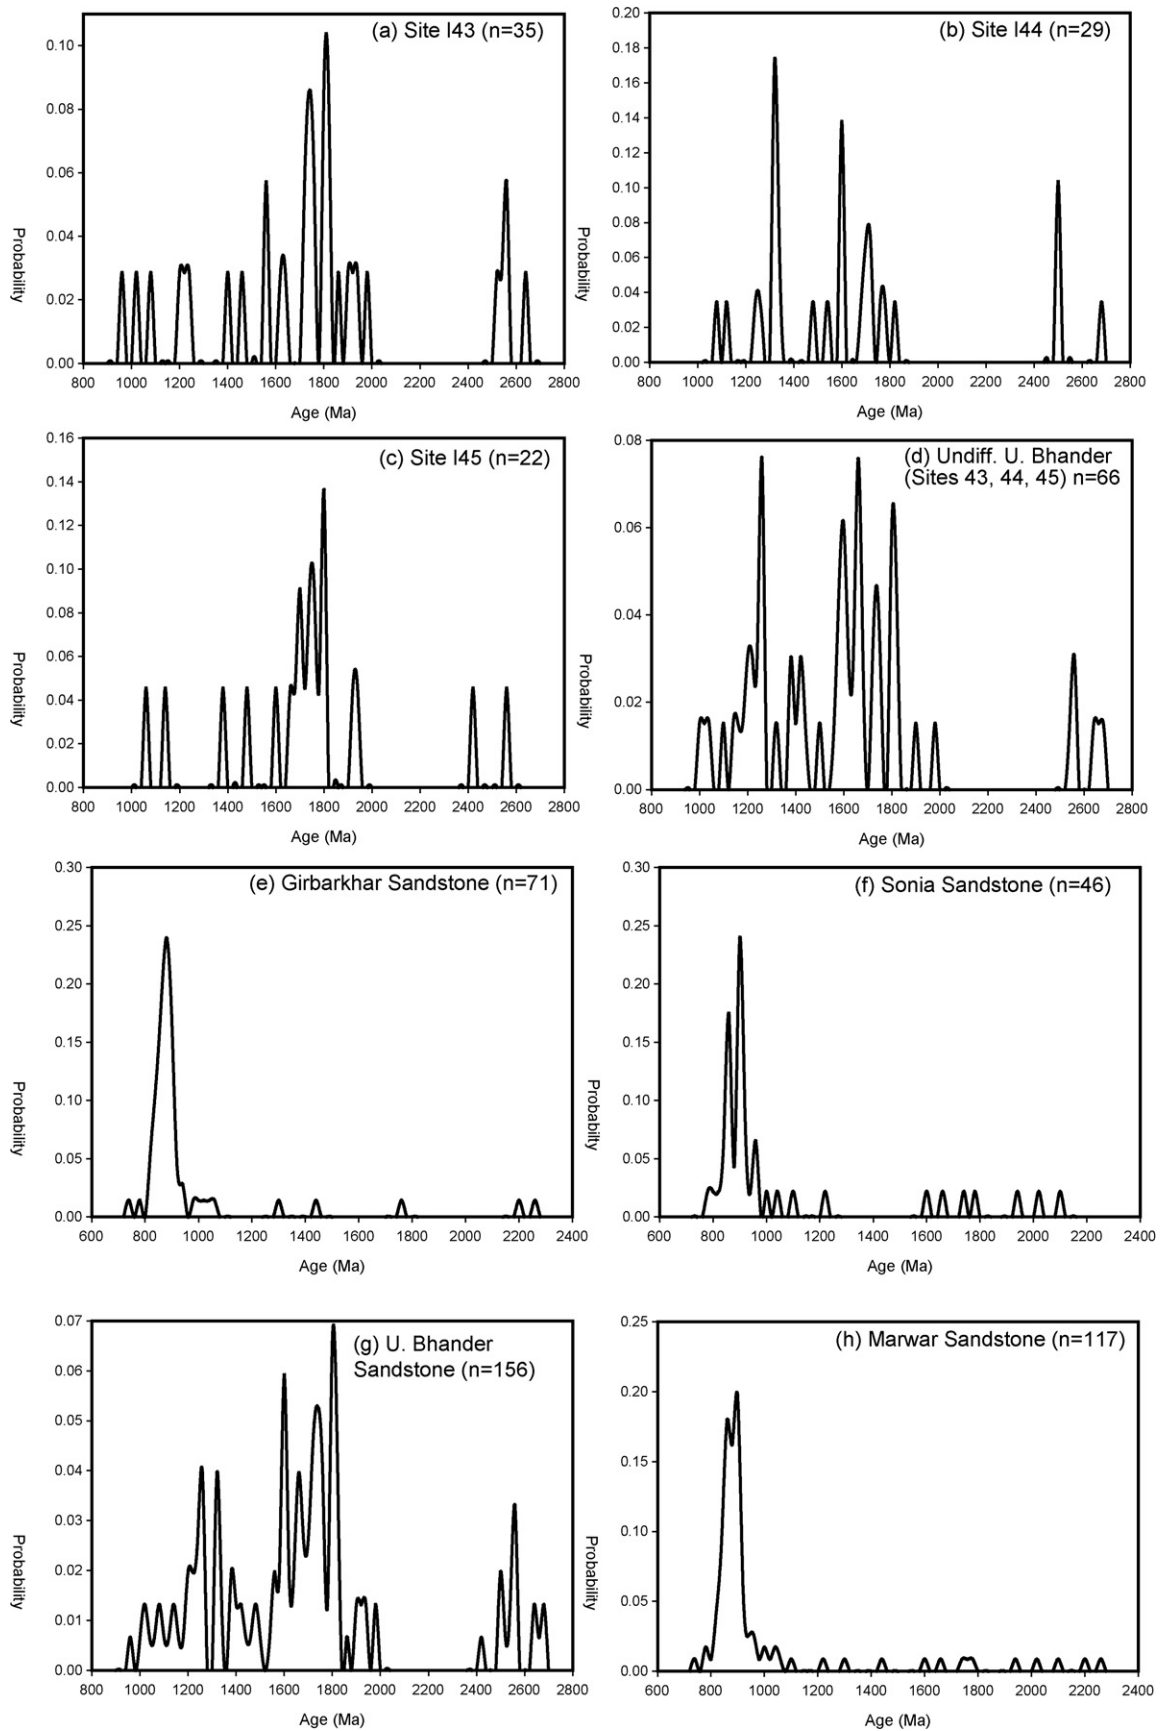 (a) Site I43 (n=35)
0.10
0.08
0.06
0.04
0.02
0.00
Probability
800 1000 1200 1400 1600 1800 2000 2200 2400 2600 2800
Age (Ma)
(b) Site I44 (n=29)
0.20
0.18
0.16
0.14
0.12
0.10
0.08
0.06
0.04
0.02
0.00
Probability
800 1000 1200 1400 1600 1800 2000 2200 2400 2600 2800
Age (Ma)
(c) Site I45 (n=22)
0.16
0.14
0.12
0.10
0.08
0.06
0.04
0.02
0.00
Probability
800 1000 1200 1400 1600 1800 2000 2200 2400 2600 2800
Age (Ma)
(d) Undiff. U. Bhander
(Sites 43, 44, 45) n=66
0.08
0.06
0.04
0.02
0.00
Probability
800 1000 1200 1400 1600 1800 2000 2200 2400 2600 2800
Age (Ma)
(e) Girbarkhar Sandstone (n=71)
0.30
0.25
0.20
0.15
0.10
0.05
0.00
Probability
600 800 1000 1200 1400 1600 1800 2000 2200 2400
Age (Ma)
(f) Sonia Sandstone (n=46)
0.30
0.25
0.20
0.15
0.10
0.05
0.00
Probabilty
600 800 1000 1200 1400 1600 1800 2000 2200 2400
Age (Ma)
(g) U. Bhander
Sandstone (n=156)
0.07
0.06
0.05
0.04
0.03
0.02
0.01
0.00
Probability
800 1000 1200 1400 1600 1800 2000 2200 2400 2600 2800
Age (Ma)
(h) Marwar Sandstone (n=117)
0.25
0.20
0.15
0.10
0.05
0.00
Probability
600 800 1000 1200 1400 1600 1800 2000 2200 2400
Age (Ma)